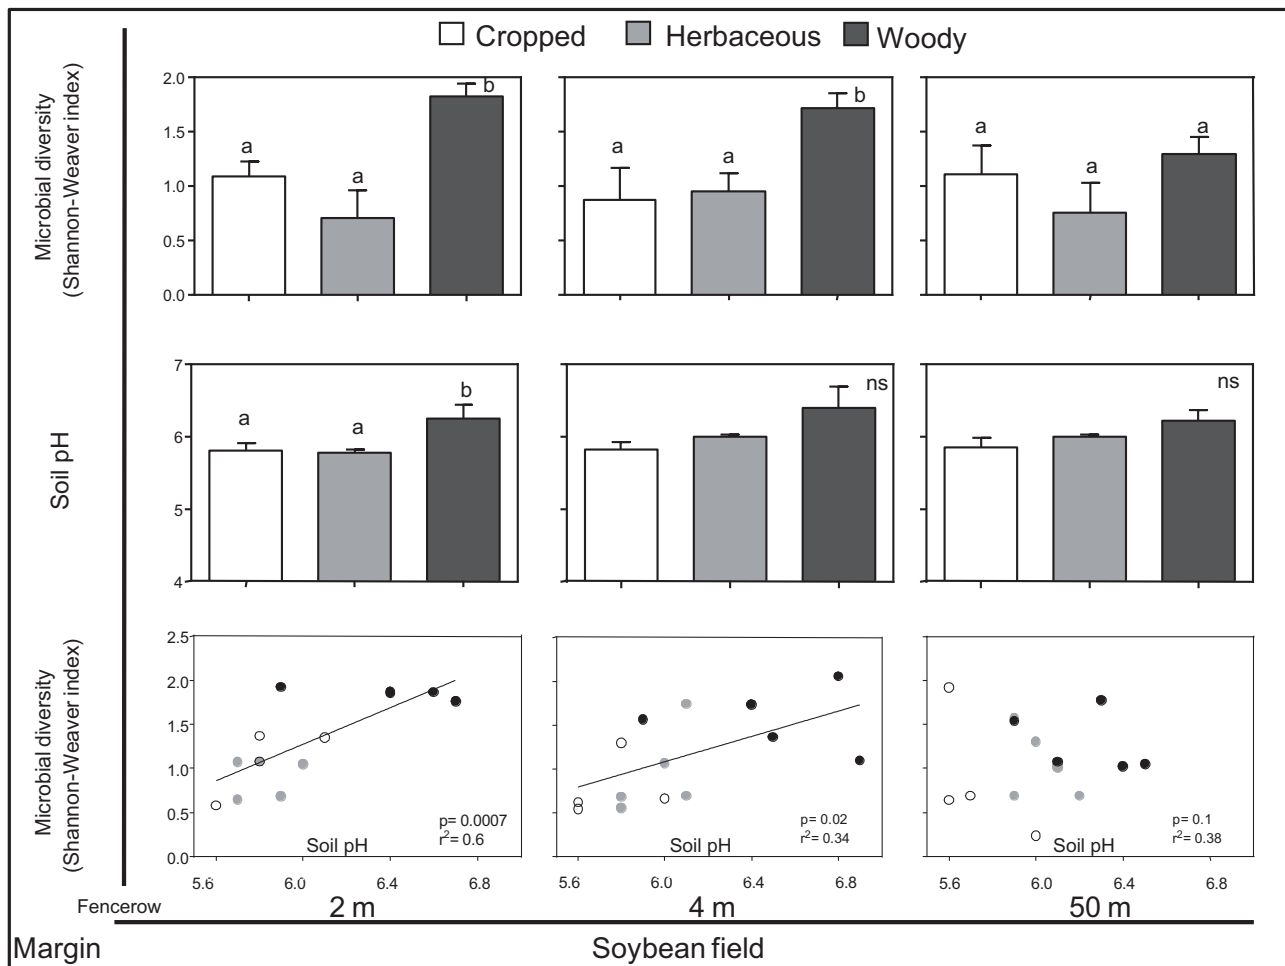 Cropped Herbaceous Woody
Microbial diversity
(Shannon-Weaver index)
2.0
1.5
1.0
0.5
0.0
a
a
b
a
a
b
a
a
a
Soil pH
7
6
5
4
a
a
b
ns
ns
Microbial diversity
(Shannon-Weaver index)
2.5
2.0
1.5
1.0
0.5
0.0
p= 0.0007
r²= 0.6
Soil pH
p= 0.02
r²= 0.34
Soil pH
p= 0.1
r²= 0.38
Soil pH
5.6 6.0 6.4 6.8
5.6 6.0 6.4 6.8
5.6 6.0 6.4 6.8
Fencerow 2 m 4 m 50 m
Margin Soybean field